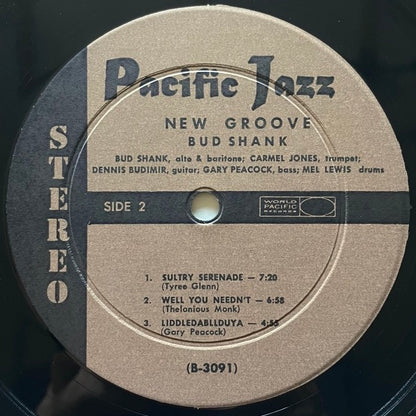 Pacific Jazz
NEW GROOVE
BUD SHANK
BUD SHANK, alto & baritone; CARMEL JONES, trumpet;
DENNIS BUDIMIR, guitar; GARY PEACOCK, bass; MEL LEWIS drums
STEREO
SIDE 2
WORLD
PACIFIC
RECORDS
1. SULTRY SERENADE — 7:20
(Tyree Glenn)
2. WELL YOU NEEDN'T — 6:58
(Thelonious Monk)
3. LIDDLEDABLLDUYA — 4:55
(Gary Peacock)
(B-3091)